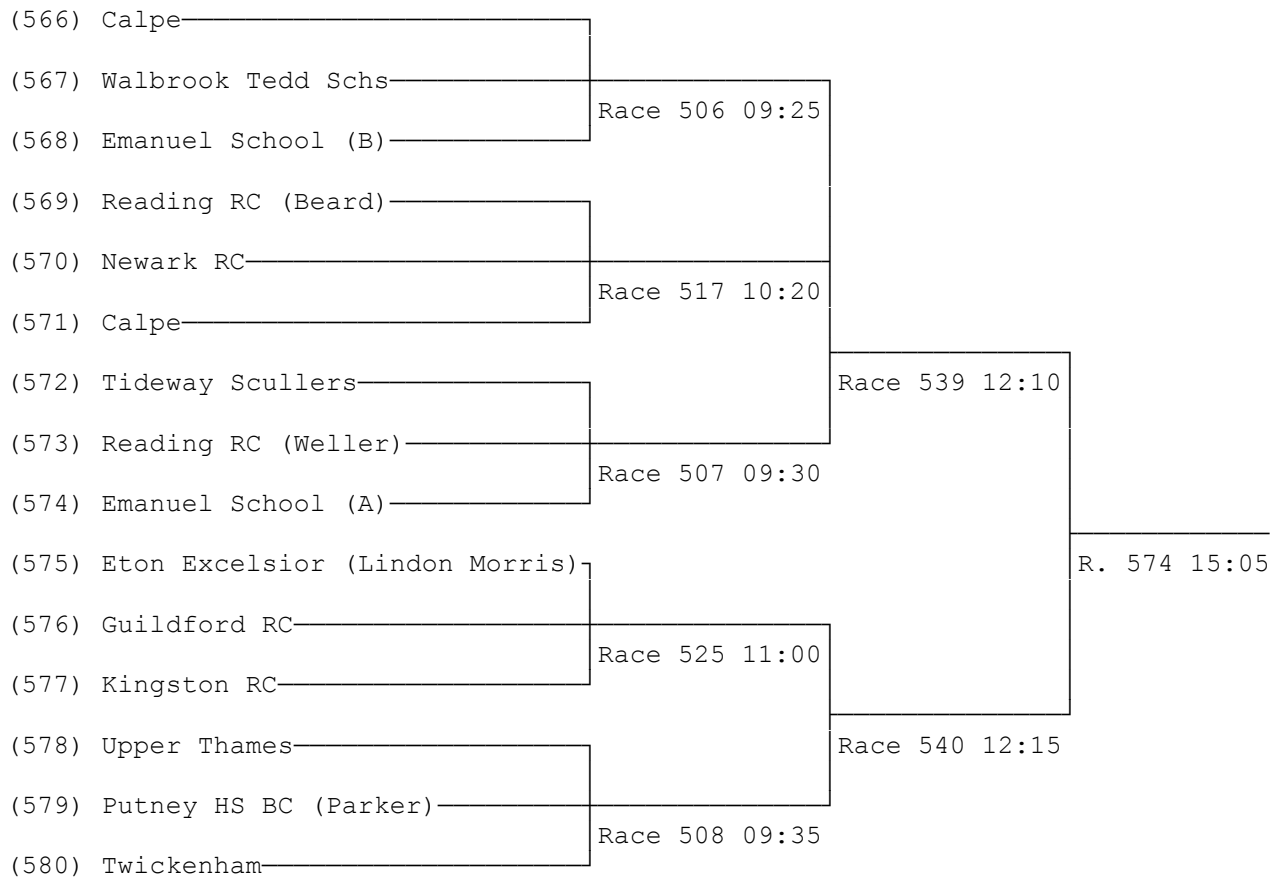 (566) Calpe
(567) Walbrook Tedd Schs
Race 506 09:25
(568) Emanuel School (B)
(569) Reading RC (Beard)
(570) Newark RC
Race 517 10:20
(571) Calpe
(572) Tideway Scullers
Race 539 12:10
(573) Reading RC (Weller)
Race 507 09:30
(574) Emanuel School (A)
(575) Eton Excelsior (Lindon Morris)
R. 574 15:05
(576) Guildford RC
Race 525 11:00
(577) Kingston RC
(578) Upper Thames
Race 540 12:15
(579) Putney HS BC (Parker)
Race 508 09:35
(580) Twickenham